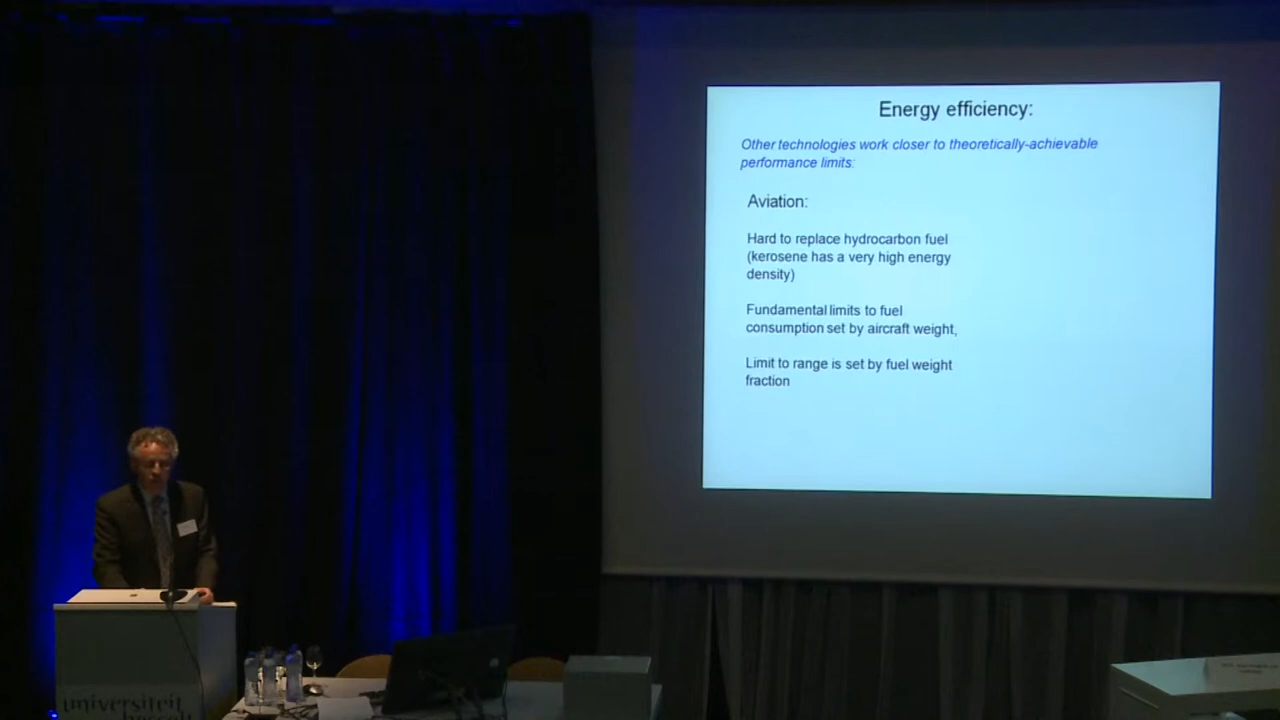 Energy efficiency:
Other technologies work closer to theoretically-achievable
performance limits:
Aviation:
Hard to replace hydrocarbon fuel
(kerosene has a very high energy
density)
Fundamental limits to fuel
consumption set by aircraft weight,
Limit to range is set by fuel weight
fraction
universiteit
hasselt